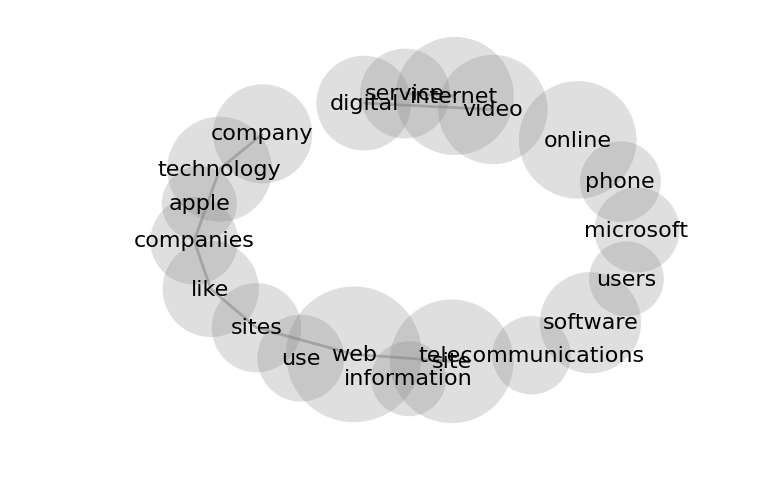 service
internet
digital
video
company
online
technology
phone
apple
microsoft
companies
users
like
software
sites
web
telecommunications
use
site
information